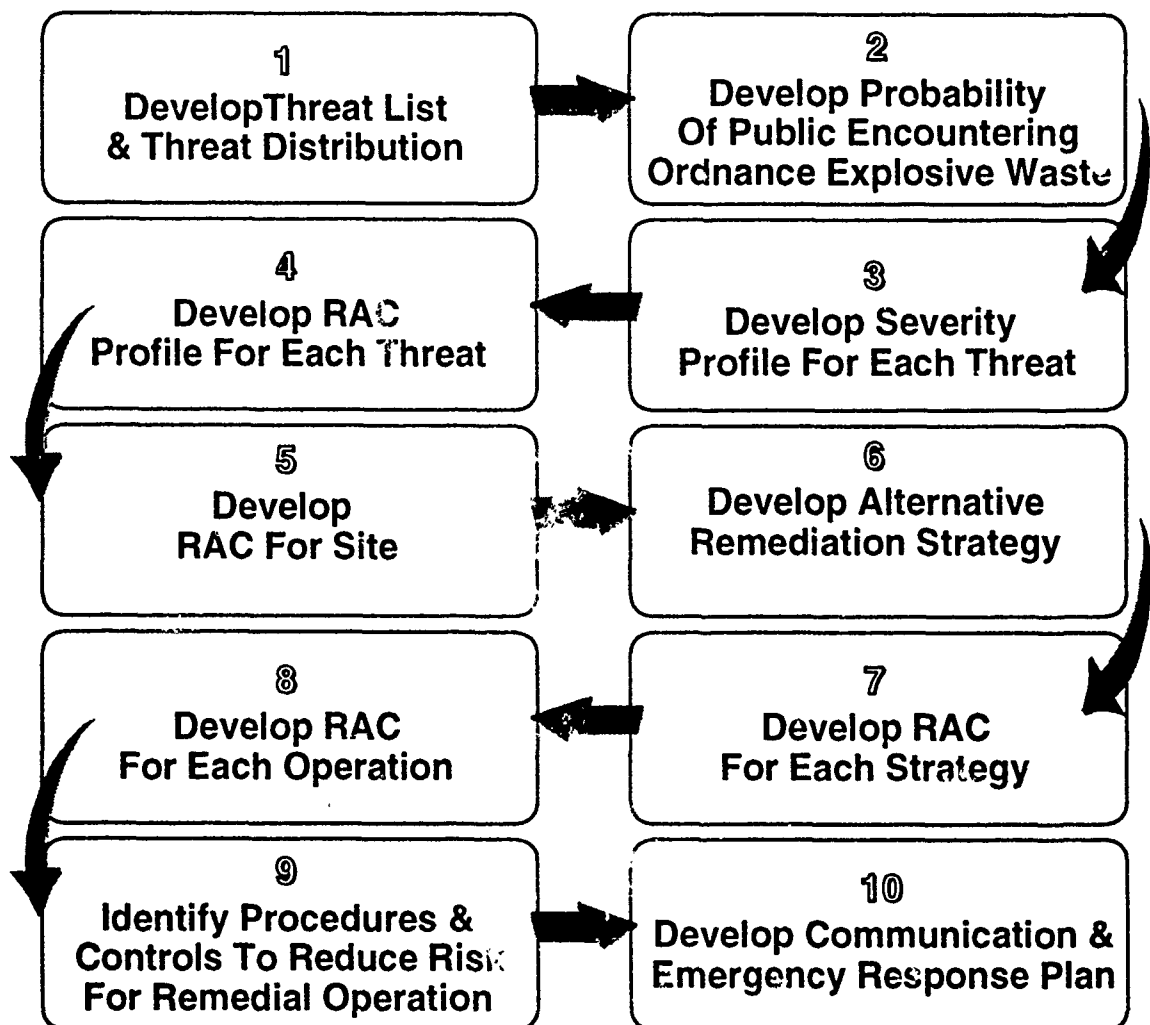 1
DevelopThreat List
& Threat Distribution
2
Develop Probability
Of Public Encountering
Ordnance Explosive Waste
3
Develop Severity
Profile For Each Threat
4
Develop RAC
Profile For Each Threat
5
Develop
RAC For Site
6
Develop Alternative
Remediation Strategy
7
Develop RAC
For Each Strategy
8
Develop RAC
For Each Operation
9
Identify Procedures &
Controls To Reduce Risk
For Remedial Operation
10
Develop Communication &
Emergency Response Plan